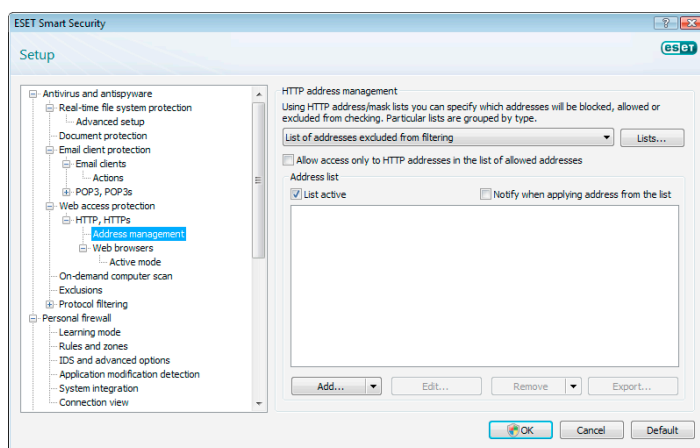 ESET Smart Security
Setup
eseT
Antivirus and antispyware
Real-time file system protection
Advanced setup
Document protection
Email client protection
Email clients
Actions
POP3, POP3s
Web access protection
HTTP, HTTPs
Address management
Web browsers
Active mode
On-demand computer scan
Exclusions
Protocol filtering
Personal firewall
Learning mode
Rules and zones
IDS and advanced options
Application modification detection
System integration
Connection view
HTTP address management
Using HTTP address/mask lists you can specify which addresses will be blocked, allowed or
excluded from checking. Particular lists are grouped by type.
List of addresses excluded from filtering
Lists...
Allow access only to HTTP addresses in the list of allowed addresses
Address list
List active
Notify when applying address from the list
Add...
Edit...
Remove
Export...
OK
Cancel
Default